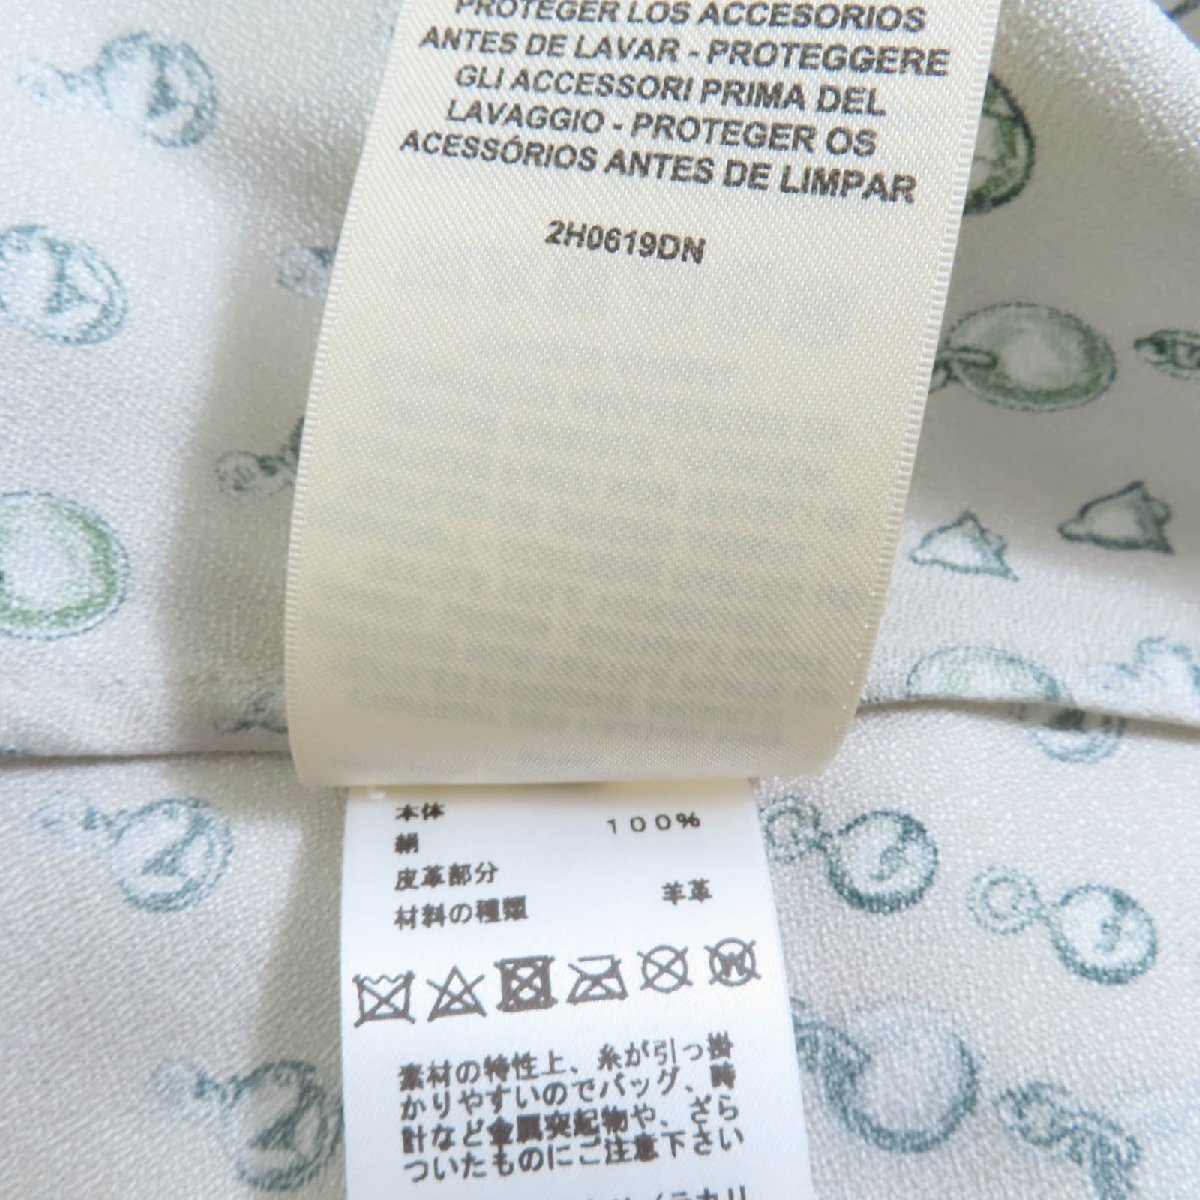 PROTEGER LOS ACCESORIOS
ANTES DE LAVAR - PROTEGGERE
GLI ACCESSORI PRIMA DEL
LAVAGGIO - PROTEGER OS
ACESSÓRIOS ANTES DE LIMPAR
2H0619DN
本体
絹 100%
皮革部分
材料の種類 羊革
W
素材の特性上、糸が引っ掛
かりやすいのでバッグ、時
計など金属突起物や、ざら
ついたものにご注意下さい